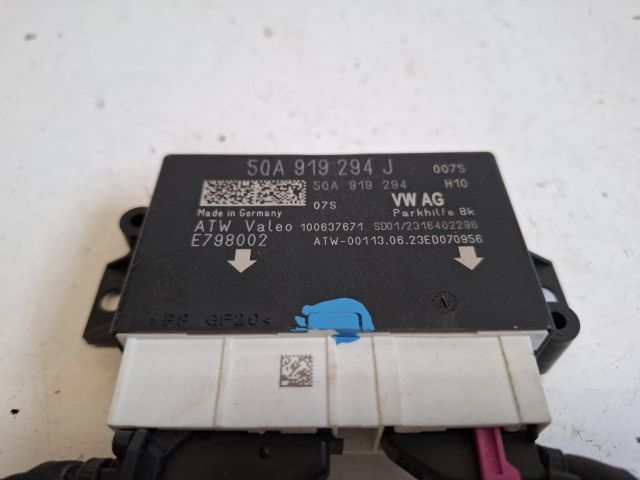 5QA 919 294 J 0075
5QA 919 294 H10
07S VW AG
Made in Germany Parkhilfe 8k
ATW Valeo 100637671 SD01/2316402296
E798002 ATW-00113.06.23ED070956
>PP GF20<